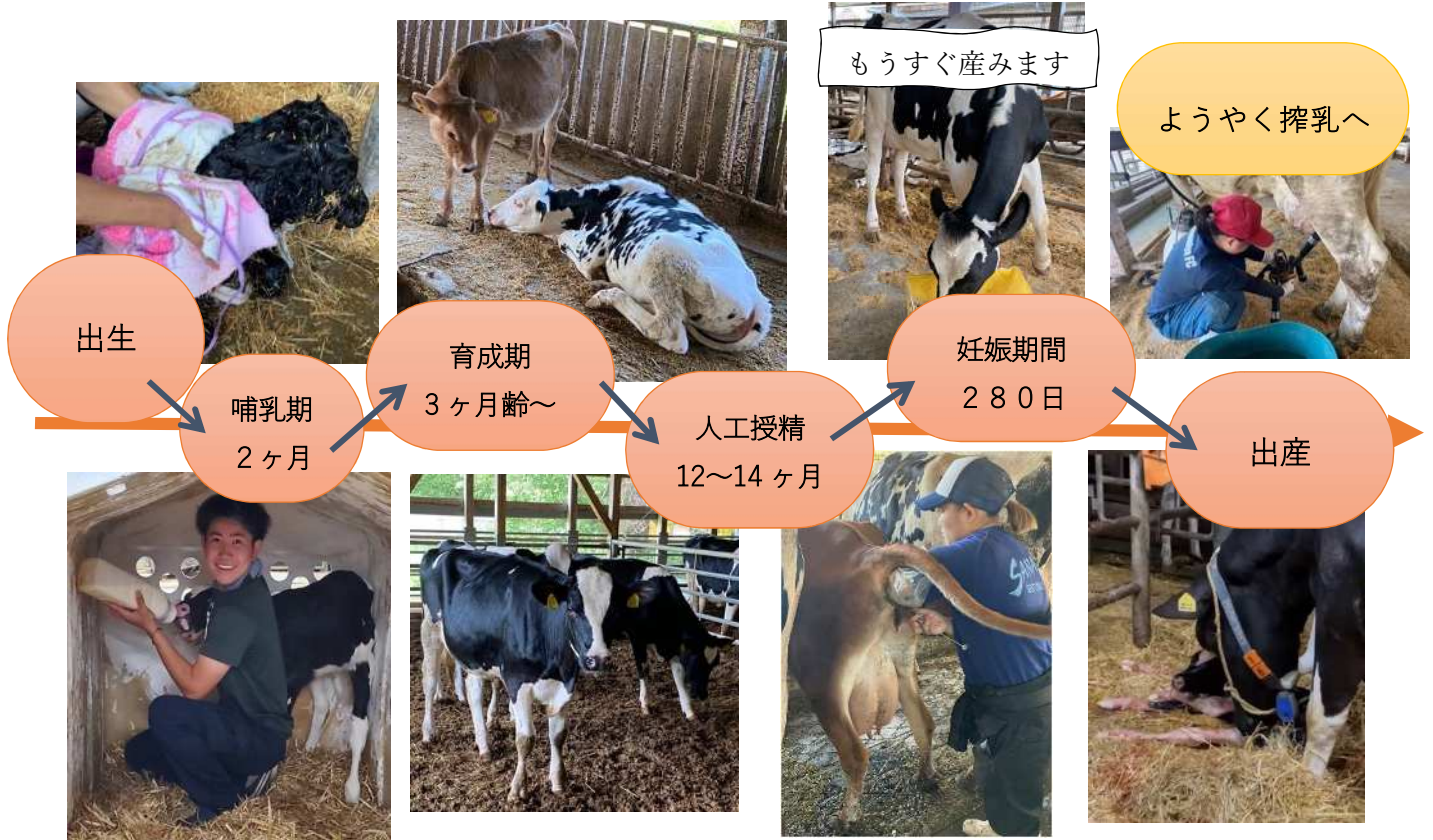 もうすぐ産みます
ようやく搾乳へ
出生
哺乳期
２ヶ月
育成期
３ヶ月齢～
人工授精
12～14ヶ月
妊娠期間
２８０日
出産